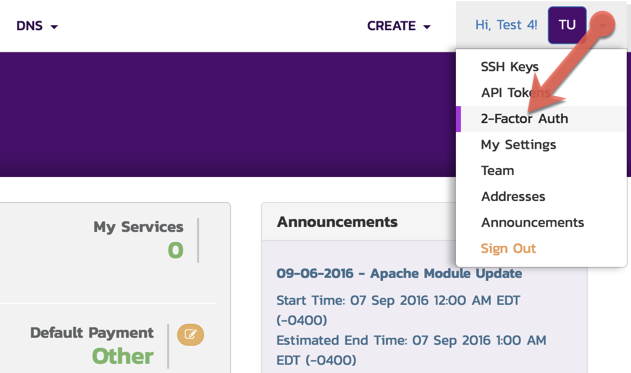 DNS
CREATE
Hi, Test 4!
TU
SSH Keys
API Tokens
2-Factor Auth
My Settings
Team
Addresses
Announcements
Sign Out
My Services
0
Default Payment
Other
Announcements
09-06-2016 - Apache Module Update
Start Time: 07 Sep 2016 12:00 AM EDT
(-0400)
Estimated End Time: 07 Sep 2016 1:00 AM
EDT (-0400)